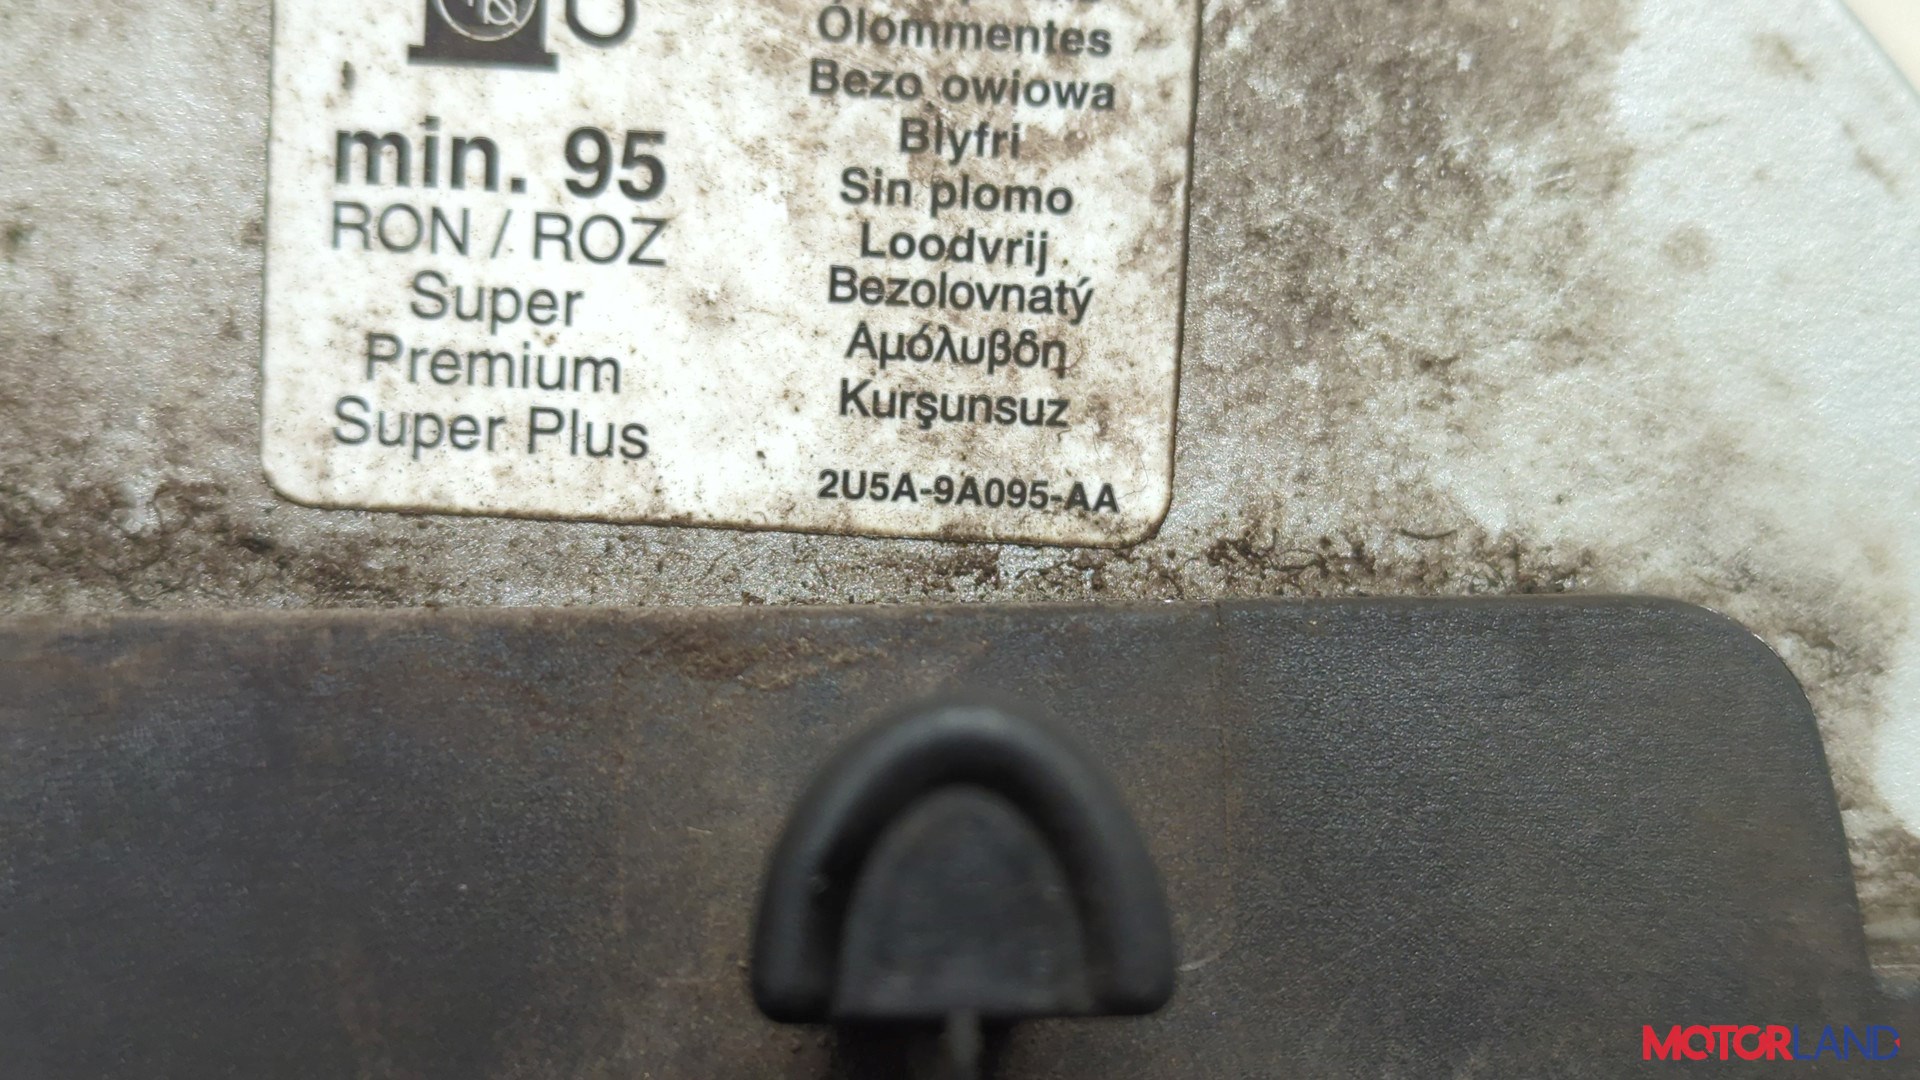 min. 95
RON / ROZ
Super
Premium
Super Plus
Ólommentes
Bezo owiowa
Blyfri
Sin plomo
Loodvrij
Bezolovnatý
Αμόλυβδη
Kurşunsuz
2U5A-9A095-AA
MOTORLAND